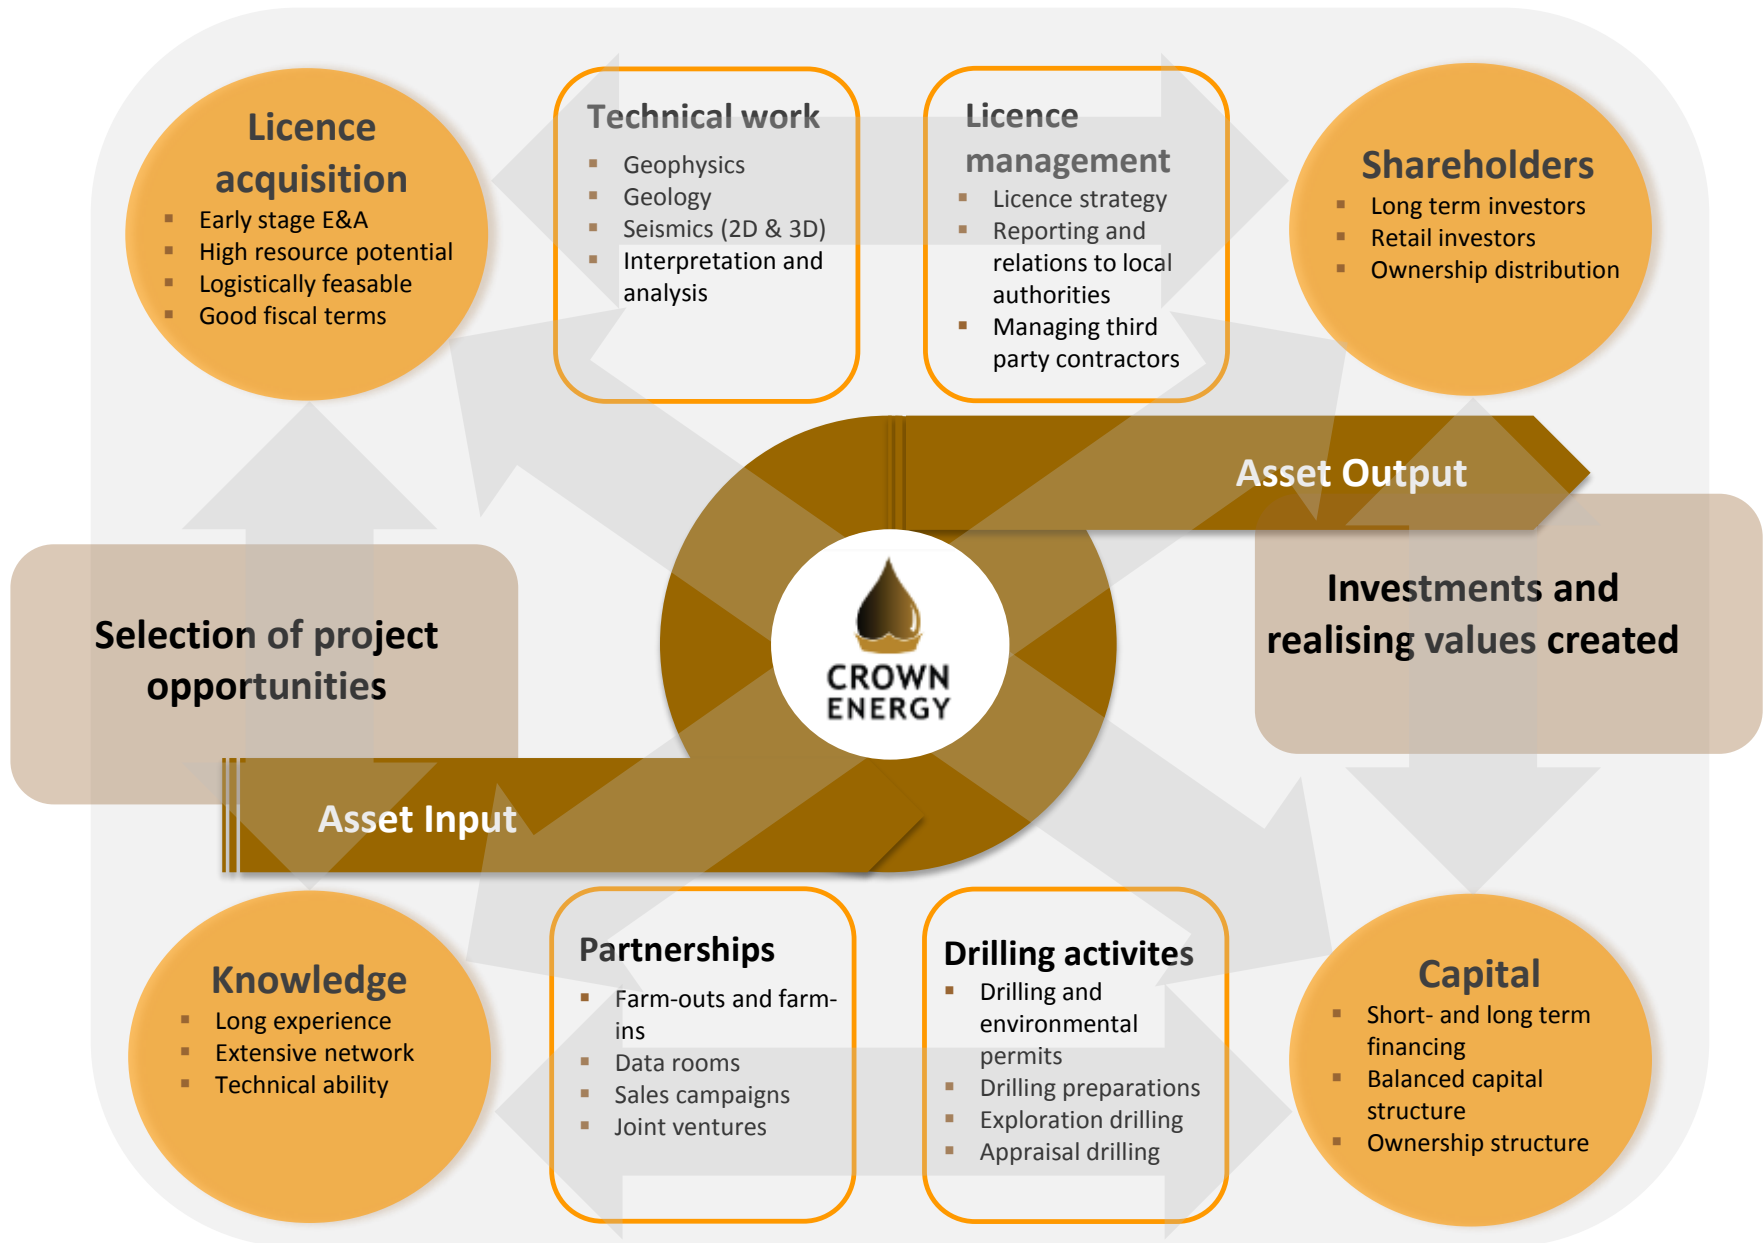 Licence
acquisition
▪ Early stage E&A
▪ High resource potential
▪ Logistically feasable
▪ Good fiscal terms
Technical work
▪ Geophysics
▪ Geology
▪ Seismics (2D & 3D)
▪ Interpretation and
analysis
Licence
management
▪ Licence strategy
▪ Reporting and
relations to local
authorities
▪ Managing third
party contractors
Shareholders
▪ Long term investors
▪ Retail investors
▪ Ownership distribution
Asset Output
Selection of project
opportunities
CROWN
ENERGY
Investments and
realising values created
Asset Input
Knowledge
▪ Long experience
▪ Extensive network
▪ Technical ability
Partnerships
▪ Farm-outs and farm-
ins
▪ Data rooms
▪ Sales campaigns
▪ Joint ventures
Drilling activites
▪ Drilling and
environmental
permits
▪ Drilling preparations
▪ Exploration drilling
▪ Appraisal drilling
Capital
▪ Short- and long term
financing
▪ Balanced capital
structure
▪ Ownership structure